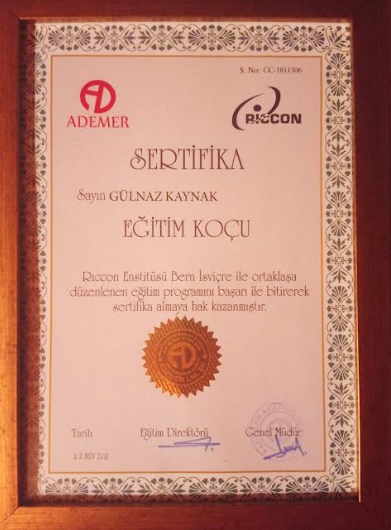 S. No: CC-1811306
ADEMER
RICCON
SERTİFİKA
Sayın GÜLNAZ KAYNAK
EĞİTİM KOÇU
Riccon Enstitüsü Bern İsviçre ile ortaklaşa
düzenlenen eğitim programını başarı ile bitirerek
sertifika almaya hak kazanmıştır.
Tarih Eğitim Direktörü Genel Müdür